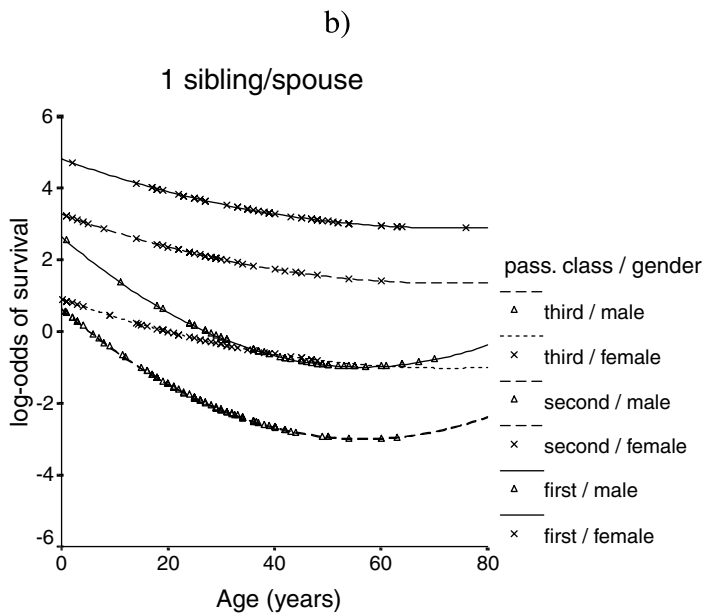 b)
1 sibling/spouse
log-odds of survival
6
4
2
0
-2
-4
-6
0
20
40
60
80
Age (years)
pass. class / gender
third / male
third / female
second / male
second / female
first / male
first / female